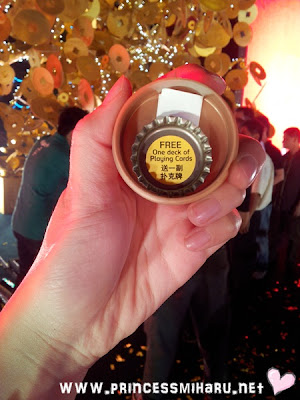 FREE
One deck of
Playing Cards
送一副
扑克牌
www.princessmiharu.net